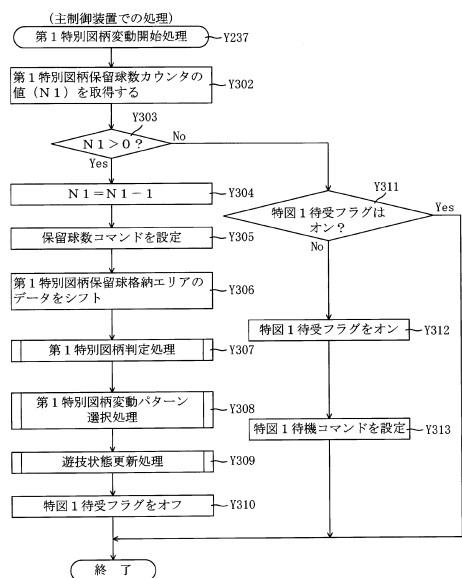 (主制御装置での処理)
第1特別図柄変動開始処理
Y237
第1特別図柄保留球数カウンタの
値(N1)を取得する
Y302
Y303
N1>0?
No
Yes
N1=N1-1
Y304
保留球数コマンドを設定
Y305
第1特別図柄保留球格納エリアの
データをシフト
Y306
第1特別図柄判定処理
Y307
第1特別図柄変動パターン
選択処理
Y308
遊技状態更新処理
Y309
特図1待受フラグをオフ
Y310
Y311
特図1待受フラグは
オン?
Yes
No
特図1待受フラグをオン
Y312
特図1待機コマンドを設定
Y313
終了